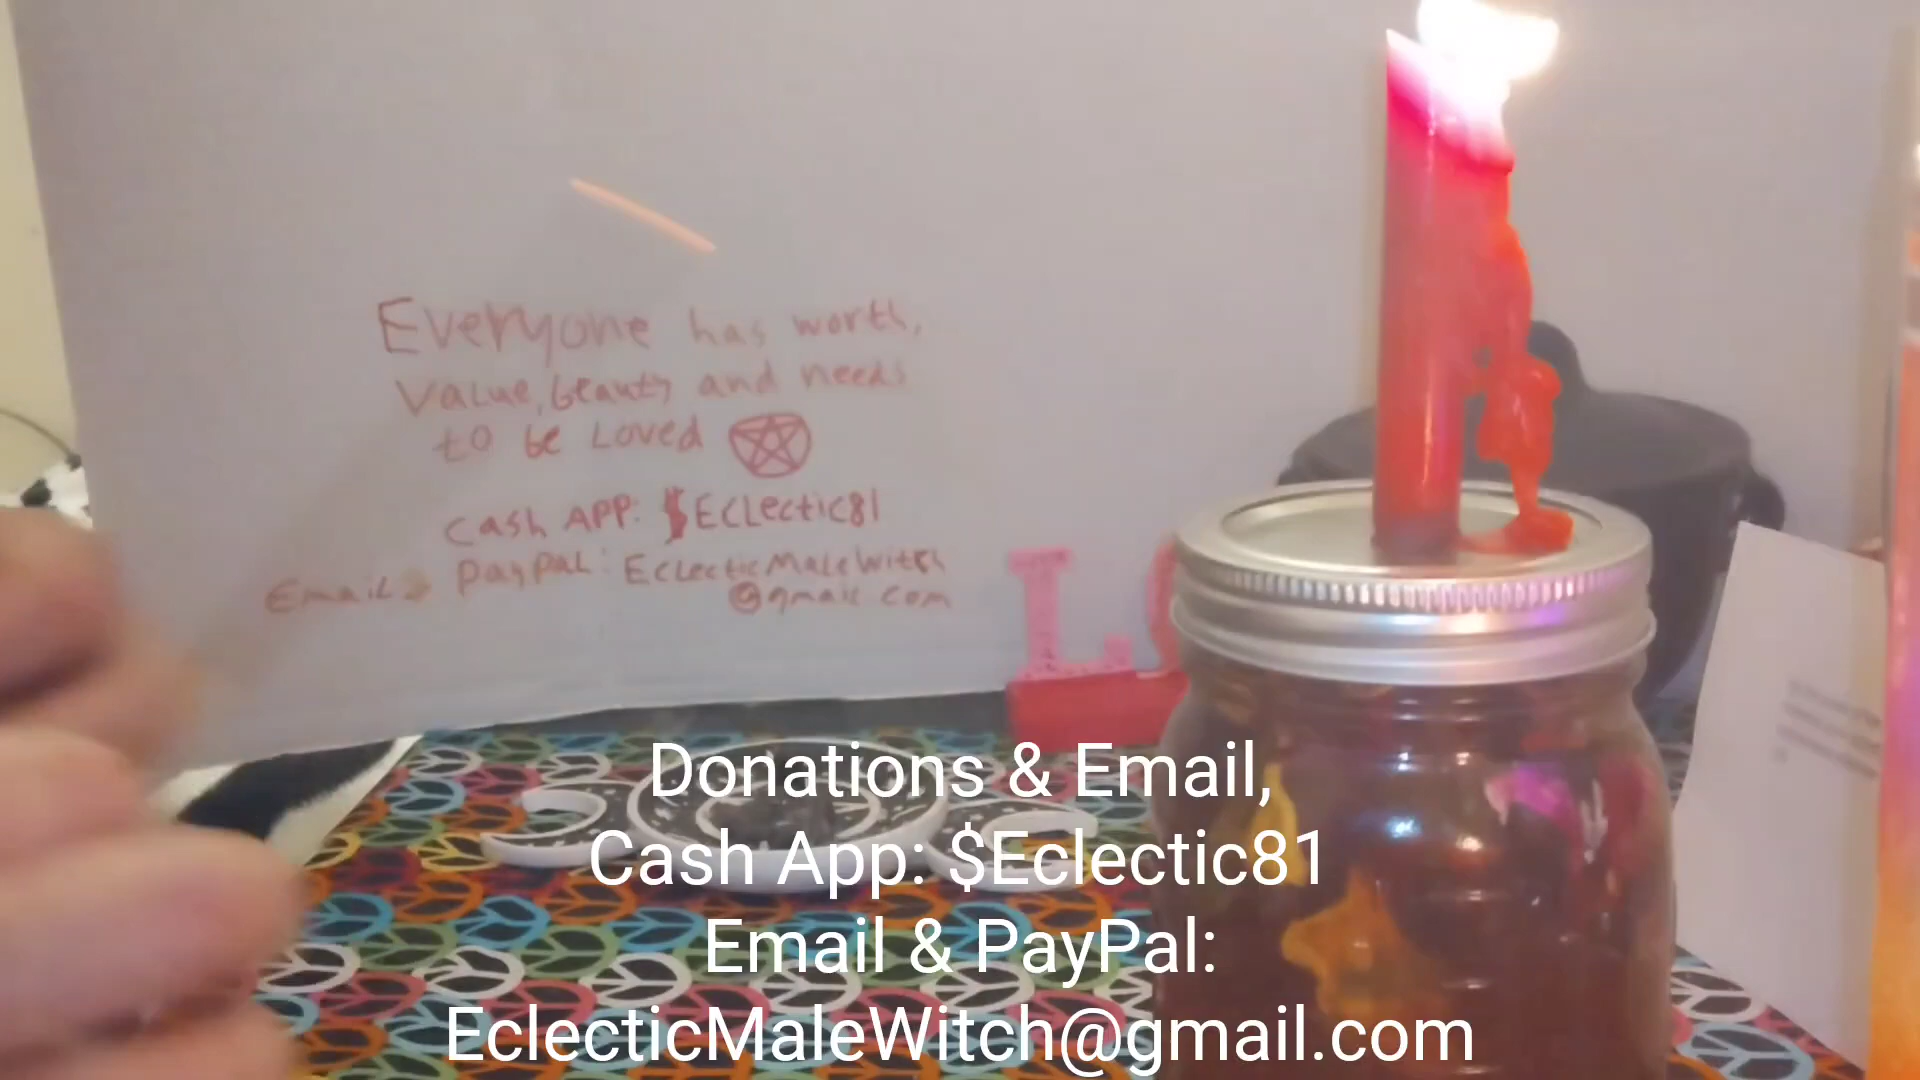 Everyone has worth,
Value, beauty and needs
to be Loved
Cash APP: $Eclectic81
Email → PayPal: EclecticMaleWitch
@gmail com
L
Donations & Email,
Cash App: $Eclectic81
Email & PayPal:
EclecticMaleWitch@gmail.com